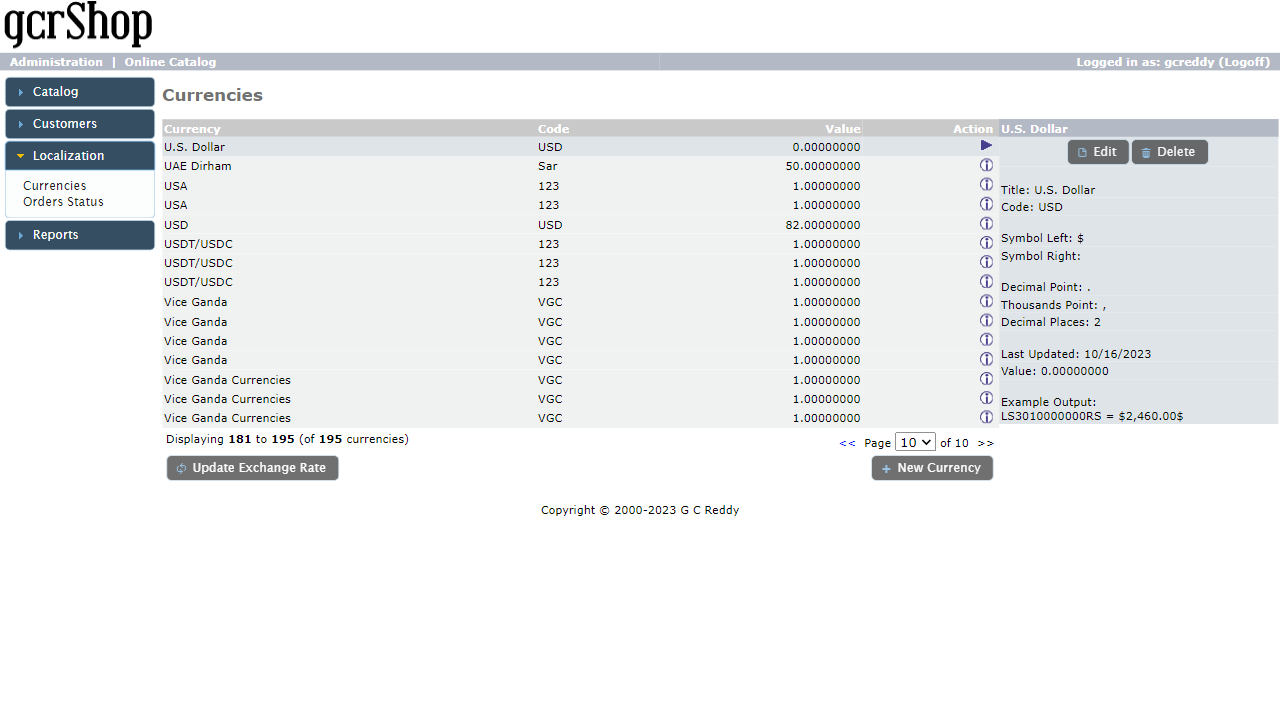 gcrShop
Administration | Online Catalog Logged in as: gcreddy (Logoff)
Catalog
Customers
Localization
Currencies
Orders Status
Reports
Currencies
Currency Code Value Action
U.S. Dollar USD 0.00000000
UAE Dirham Sar 50.00000000
USA 123 1.00000000
USA 123 1.00000000
USD USD 82.00000000
USDT/USDC 123 1.00000000
USDT/USDC 123 1.00000000
USDT/USDC 123 1.00000000
Vice Ganda VGC 1.00000000
Vice Ganda VGC 1.00000000
Vice Ganda VGC 1.00000000
Vice Ganda VGC 1.00000000
Vice Ganda Currencies VGC 1.00000000
Vice Ganda Currencies VGC 1.00000000
Vice Ganda Currencies VGC 1.00000000
Displaying 181 to 195 (of 195 currencies) << Page 10 of 10 >>
Update Exchange Rate New Currency
U.S. Dollar
Edit Delete
Title: U.S. Dollar
Code: USD
Symbol Left: $
Symbol Right:
Decimal Point: .
Thousands Point: ,
Decimal Places: 2
Last Updated: 10/16/2023
Value: 0.00000000
Example Output:
LS3010000000RS = $2,460.00$
Copyright © 2000-2023 G C Reddy